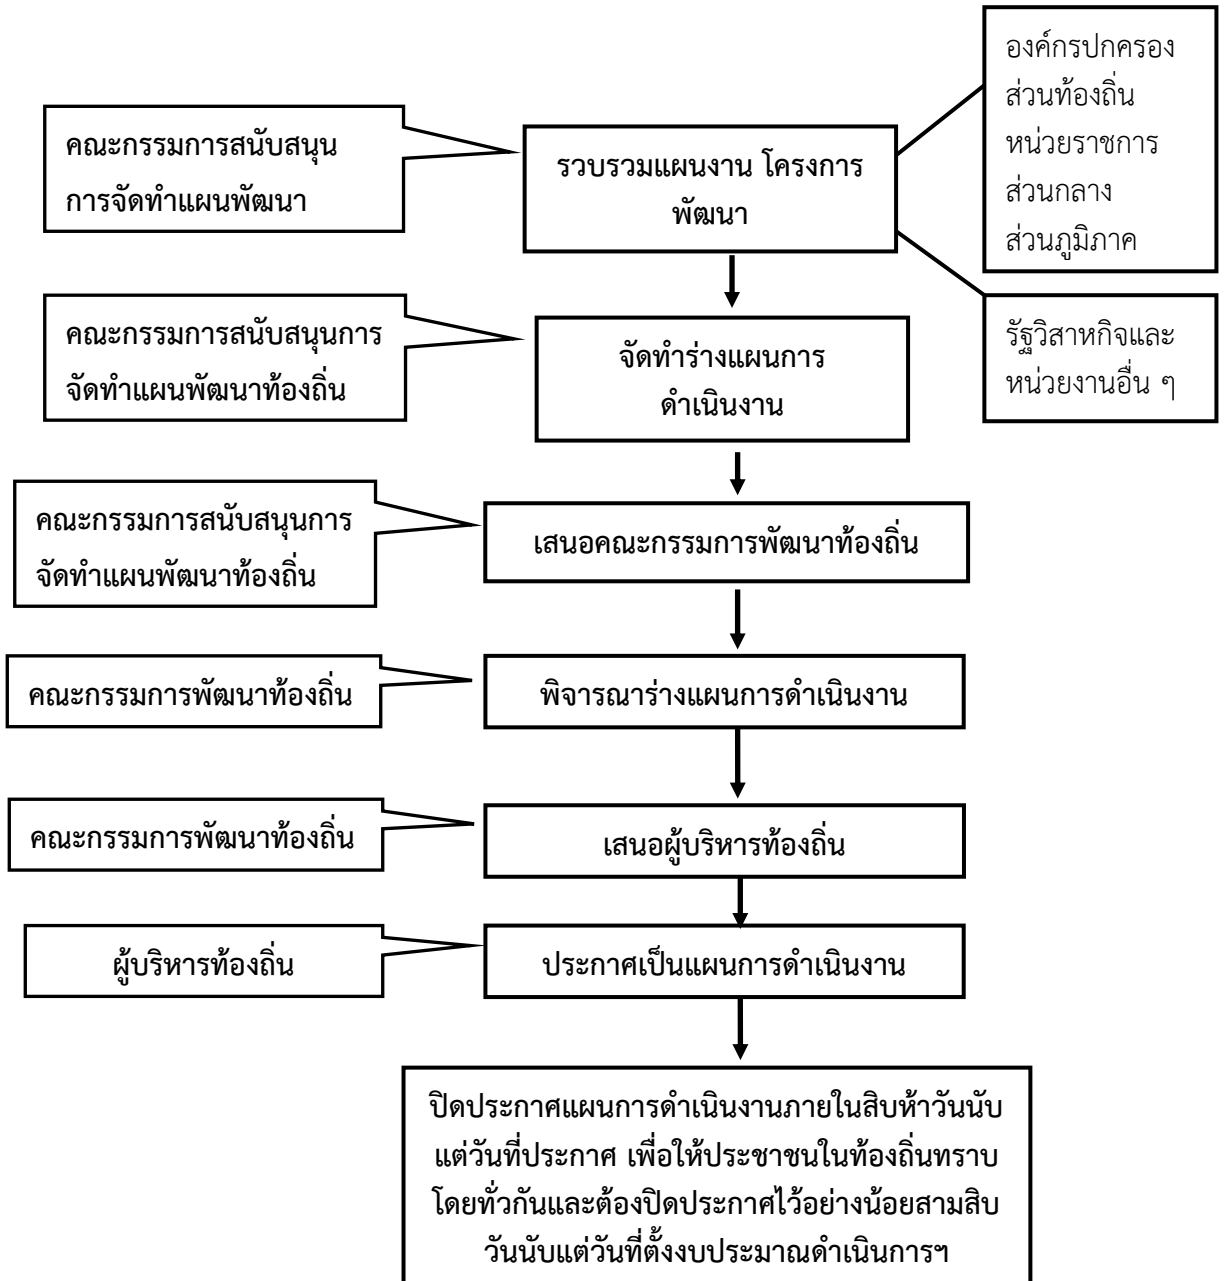 องค์กรปกครอง
ส่วนท้องถิ่น
หน่วยราชการ
ส่วนกลาง
ส่วนภูมิภาค
คณะกรรมการสนับสนุน
การจัดทำแผนพัฒนา
รวบรวมแผนงาน โครงการ
พัฒนา
รัฐวิสาหกิจและ
หน่วยงานอื่น ๆ
คณะกรรมการสนับสนุนการ
จัดทำแผนพัฒนาท้องถิ่น
จัดทำร่างแผนการ
ดำเนินงาน
คณะกรรมการสนับสนุนการ
จัดทำแผนพัฒนาท้องถิ่น
เสนอคณะกรรมการพัฒนาท้องถิ่น
คณะกรรมการพัฒนาท้องถิ่น
พิจารณาร่างแผนการดำเนินงาน
คณะกรรมการพัฒนาท้องถิ่น
เสนอผู้บริหารท้องถิ่น
ผู้บริหารท้องถิ่น
ประกาศเป็นแผนการดำเนินงาน
ปิดประกาศแผนการดำเนินงานภายในสิบห้าวันนับ
แต่วันที่ประกาศ เพื่อให้ประชาชนในท้องถิ่นทราบ
โดยทั่วกันและต้องปิดประกาศไว้อย่างน้อยสามสิบ
วันนับแต่วันที่ตั้งงบประมาณดำเนินการฯ